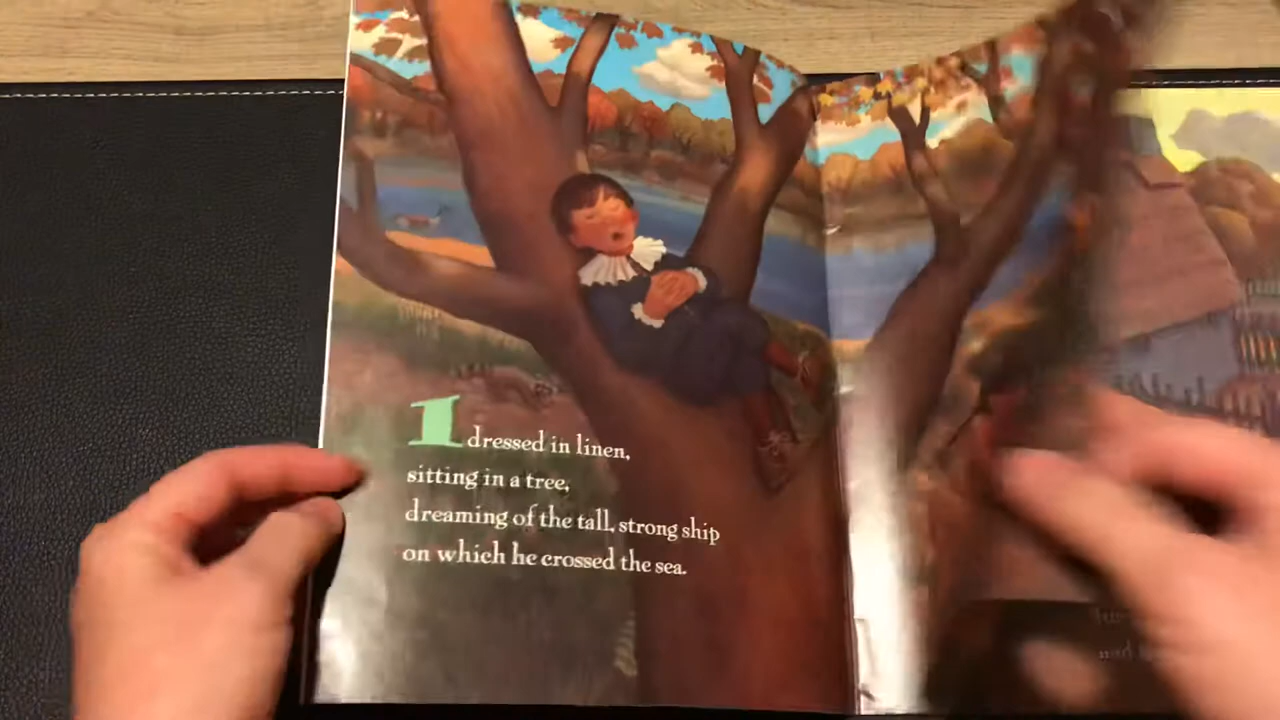 1 dressed in linen,
sitting in a tree,
dreaming of the tall, strong ship
on which he crossed the sea.